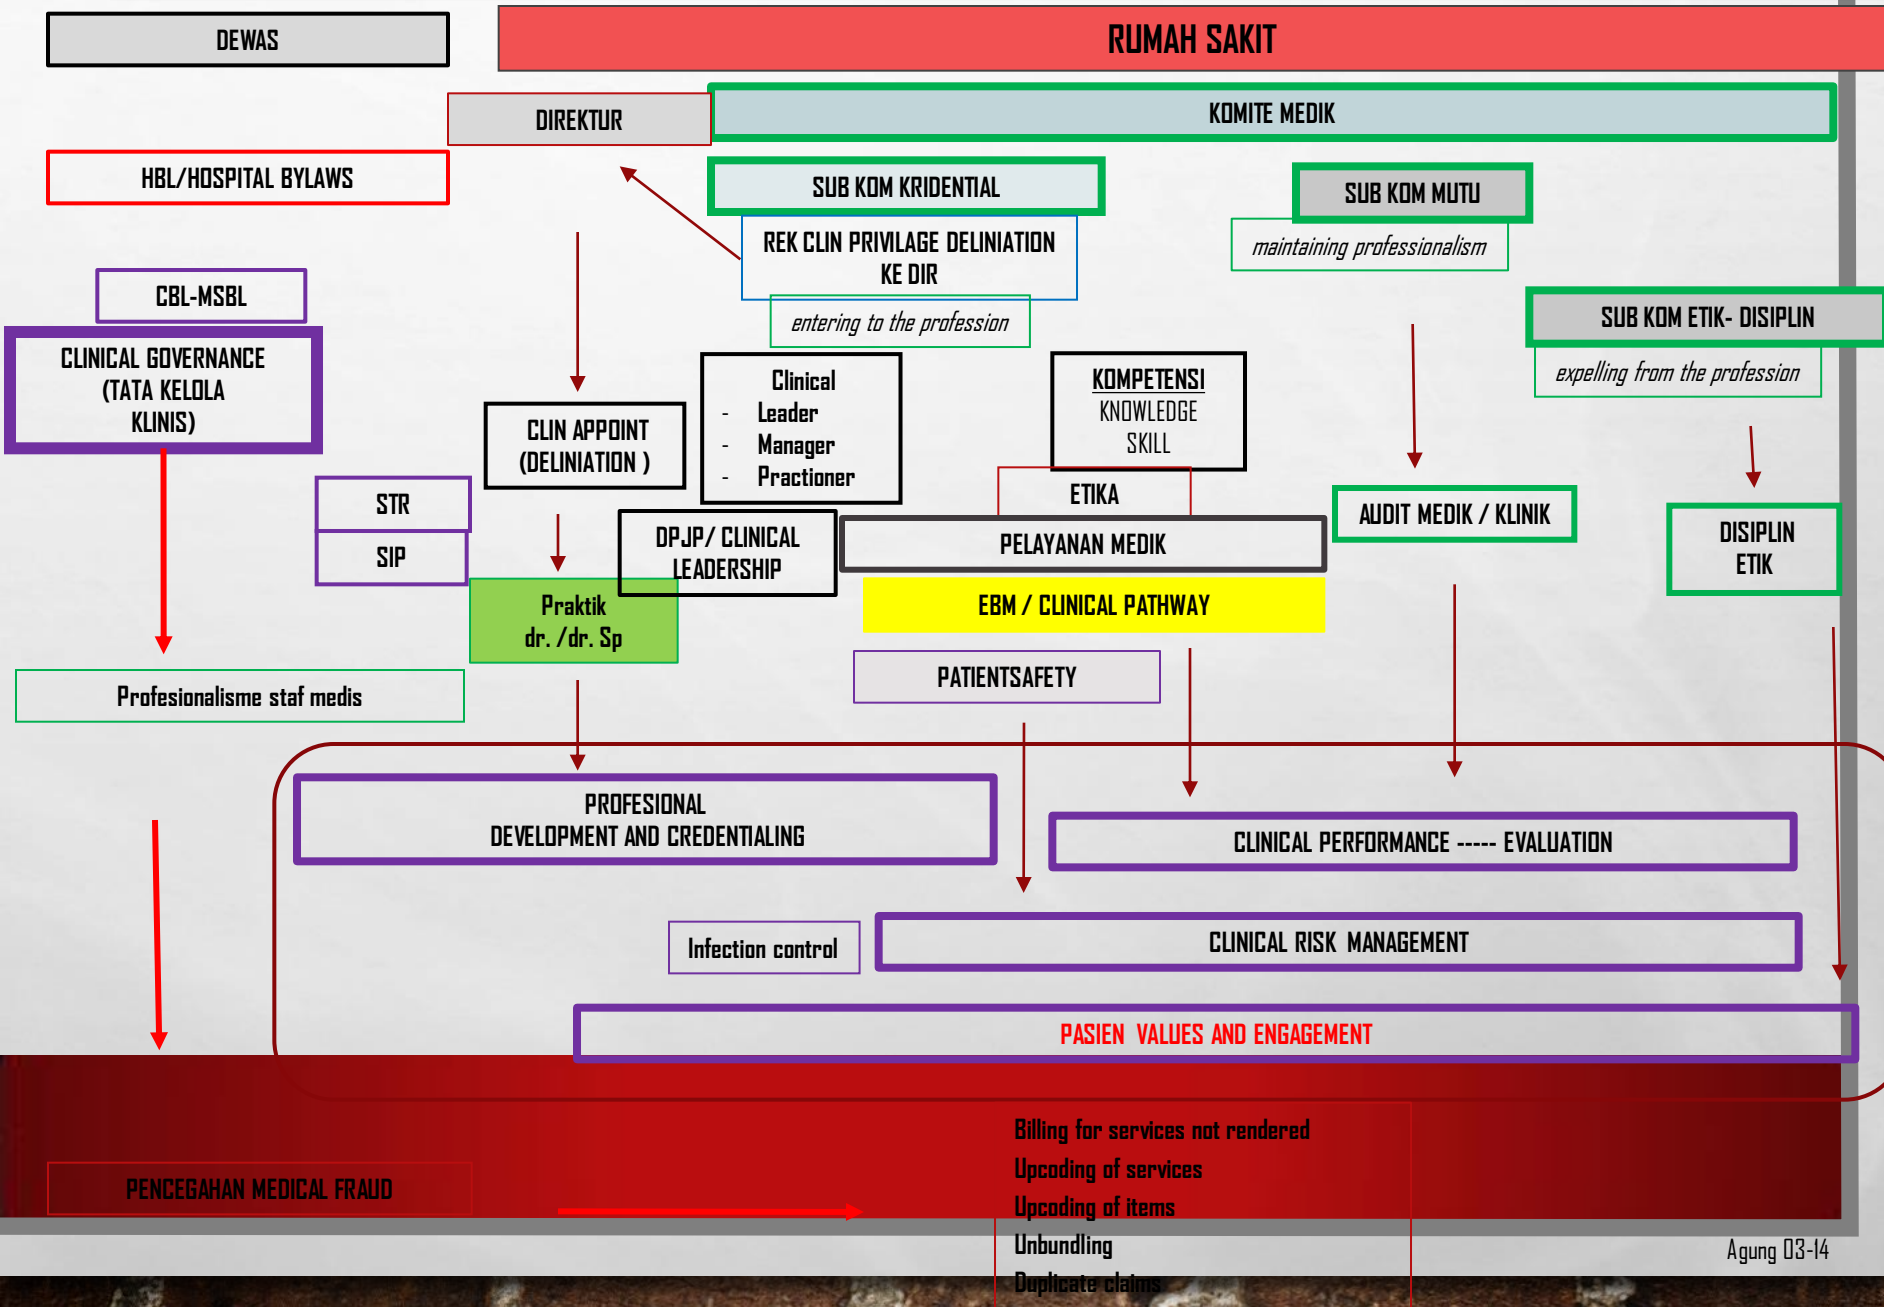 DEWAS
RUMAH SAKIT
DIREKTUR
KOMITE MEDIK
HBL/HOSPITAL BYLAWS
SUB KOM KRIDENTIAL
SUB KOM MUTU
REK CLIN PRIVILAGE DELINIATION
KE DIR
maintaining professionalism
CBL-MSBL
entering to the profession
SUB KOM ETIK- DISIPLIN
expelling from the profession
CLINICAL GOVERNANCE
(TATA KELOLA
KLINIS)
CLIN APPOINT
(DELINIATION )
Clinical
- Leader
- Manager
- Practioner
KOMPETENSI
KNOWLEDGE
SKILL
ETIKA
STR
SIP
DPJP/ CLINICAL
LEADERSHIP
PELAYANAN MEDIK
AUDIT MEDIK / KLINIK
DISIPLIN
ETIK
Praktik
dr. /dr. Sp
EBM / CLINICAL PATHWAY
PATIENTSAFETY
Profesionalisme staf medis
PROFESIONAL
DEVELOPMENT AND CREDENTIALING
CLINICAL PERFORMANCE ----- EVALUATION
Infection control
CLINICAL RISK MANAGEMENT
PASIEN VALUES AND ENGAGEMENT
PENCEGAHAN MEDICAL FRAUD
Billing for services not rendered
Upcoding of services
Upcoding of items
Unbundling
Duplicate claims
Agung 03-14